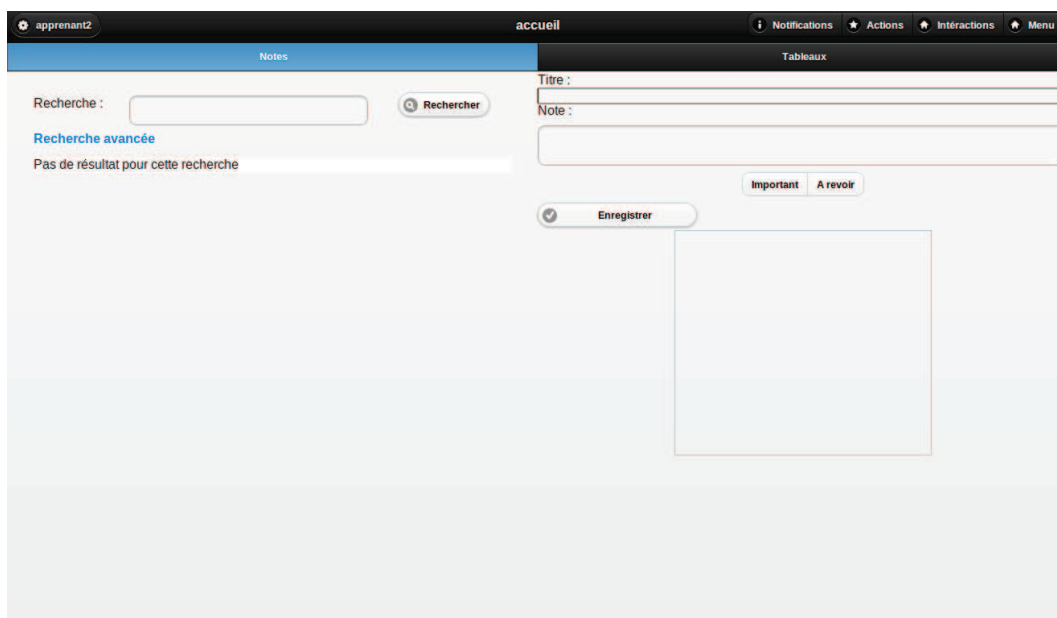 apprenant2 accueil Notifications Actions Intéractions Menu
Notes Tableaux
Recherche : Rechercher
Recherche avancée
Pas de résultat pour cette recherche
Titre :
Note :
Important A revoir
Enregistrer